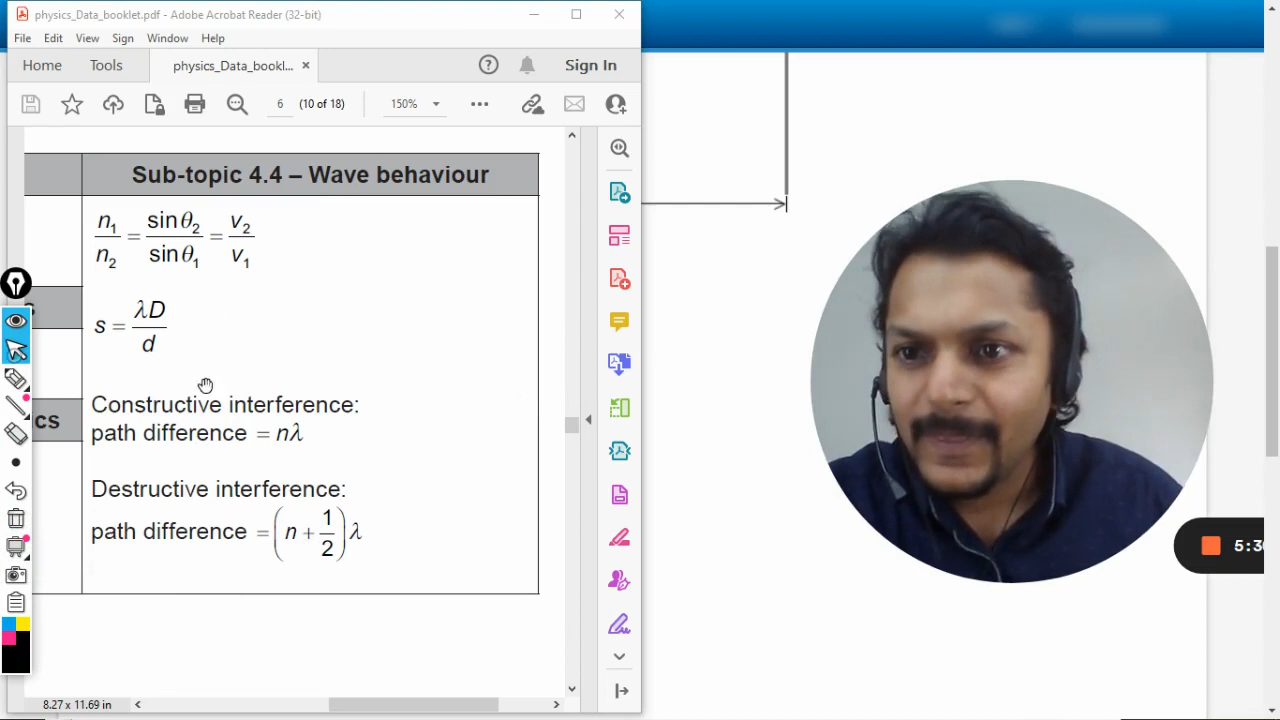 physics_Data_booklet.pdf - Adobe Acrobat Reader (32-bit)
File Edit View Sign Window Help
Home Tools physics_Data_bookl... × Sign In
6 (10 of 18) 150%
Sub-topic 4.4 – Wave behaviour
n₁/n₂ = sin θ₂/sin θ₁ = v₂/v₁
s = λD/d
Constructive interference:
cs
path difference = nλ
Destructive interference:
path difference = (n + 1/2) λ
8.27 x 11.69 in